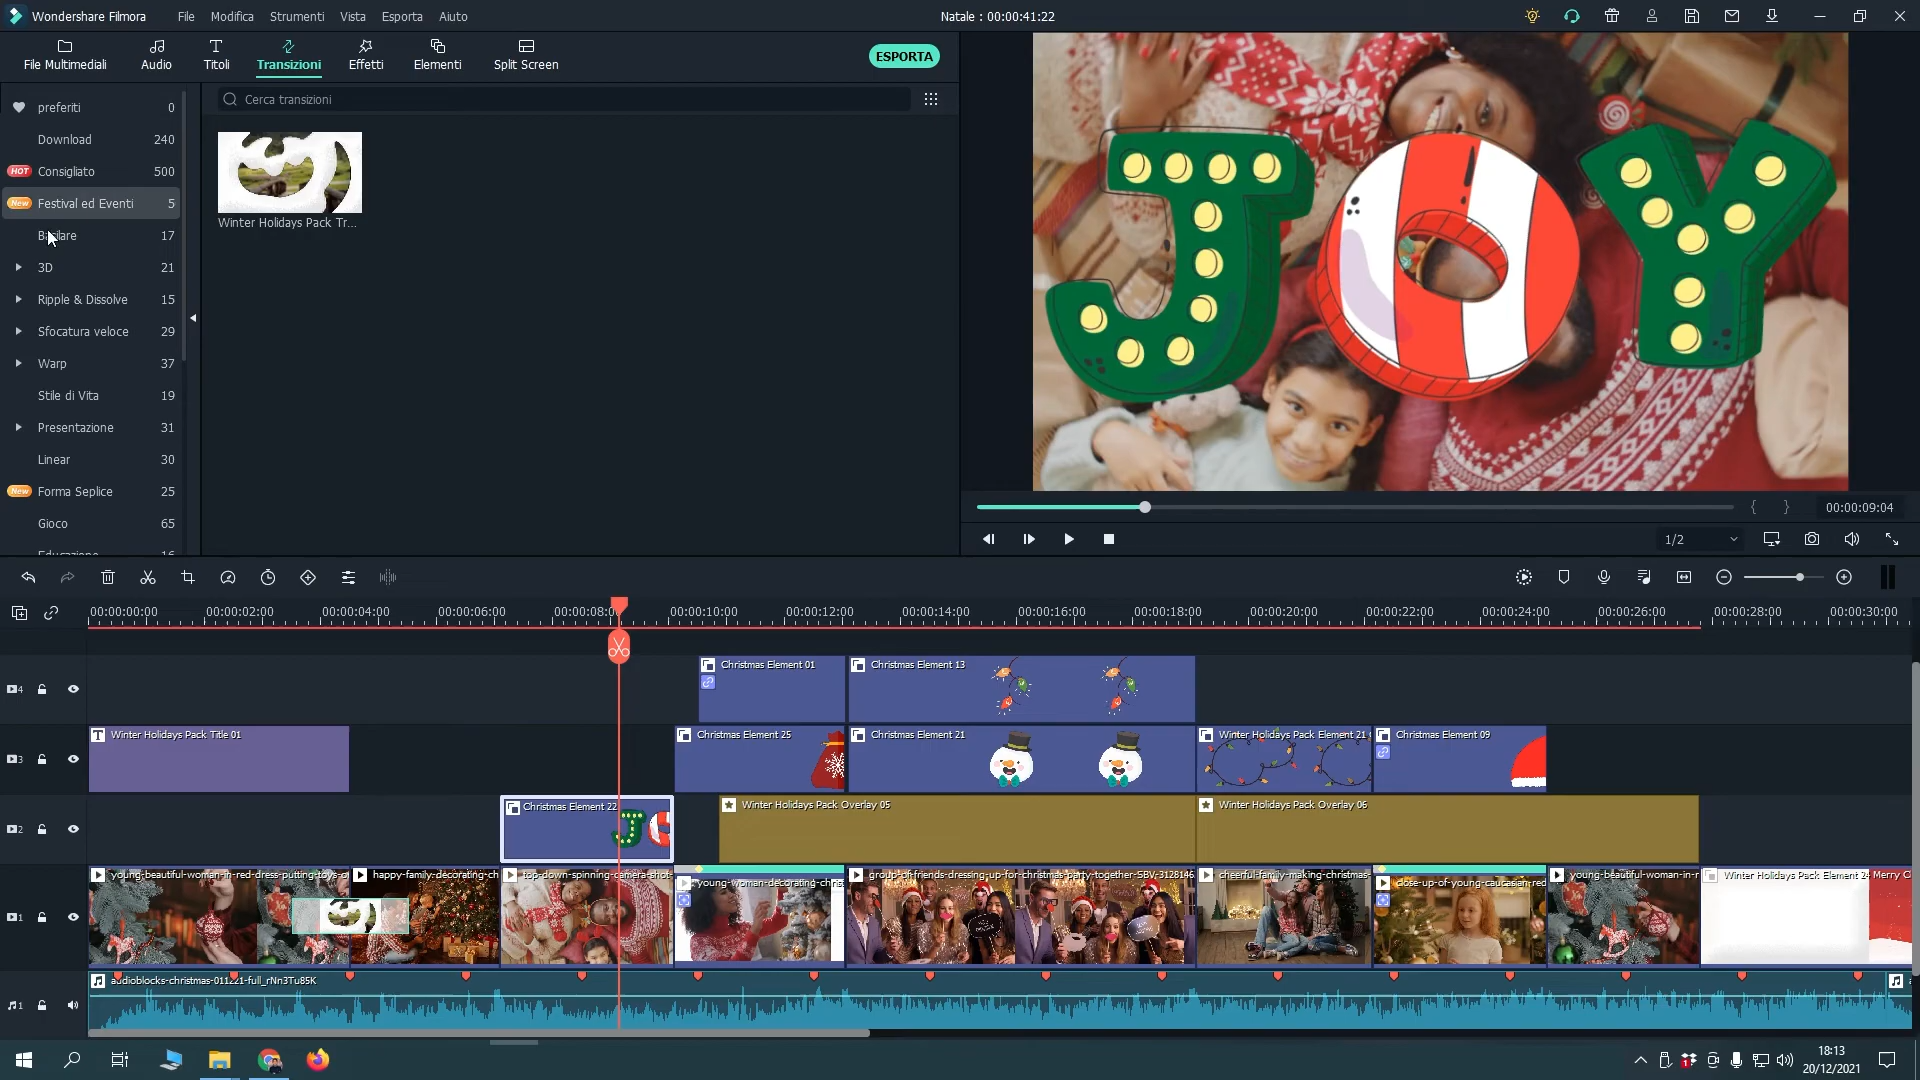 Wondershare Filmora
File
Modifica
Strumenti
Vista
Esporta
Aiuto
Natale : 00:00:41:22
File Multimediali
Audio
Titoli
Transizioni
Effetti
Elementi
Split Screen
ESPORTA
preferiti 0
Download 240
HOT Consigliato 500
New Festival ed Eventi 5
Basilare 17
3D 21
Ripple & Dissolve 15
Sfocatura veloce 29
Warp 37
Stile di Vita 19
Presentazione 31
Linear 30
New Forma Seplice 25
Gioco 65
Educazione 16
Cerca transizioni
Winter Holidays Pack Tr...
JOY
{ } 00:00:09:04
1/2
00:00:00:00 00:00:02:00 00:00:04:00 00:00:06:00 00:00:08:0 00:00:10:00 00:00:12:00 00:00:14:00 00:00:16:00 00:00:18:00 00:00:20:00 00:00:22:00 00:00:24:00 00:00:26:00 00:00:28:00 00:00:30:00
4
Christmas Element 01
Christmas Element 13
3
Winter Holidays Pack Title 01
Christmas Element 25
Christmas Element 21
Winter Holidays Pack Element 21
Christmas Element 09
2
Christmas Element 22
Winter Holidays Pack Overlay 05
Winter Holidays Pack Overlay 06
1
young-beautiful-woman-in-red-dress-putting-toys-o
happy-family-decorating-ch
top-down-spinning-camera-shot-
young-woman-decorating-chris
group-of-friends-dressing-up-for-christmas-party-together-SBV-3128146
cheerful-family-making-christmas-
close-up-of-young-caucasian-red
young-beautiful-woman-in-r
Winter Holidays Pack Element 24 Merry C
1
audioblocks-christmas-011221-full_rNn3Tu85K
18:13
20/12/2021